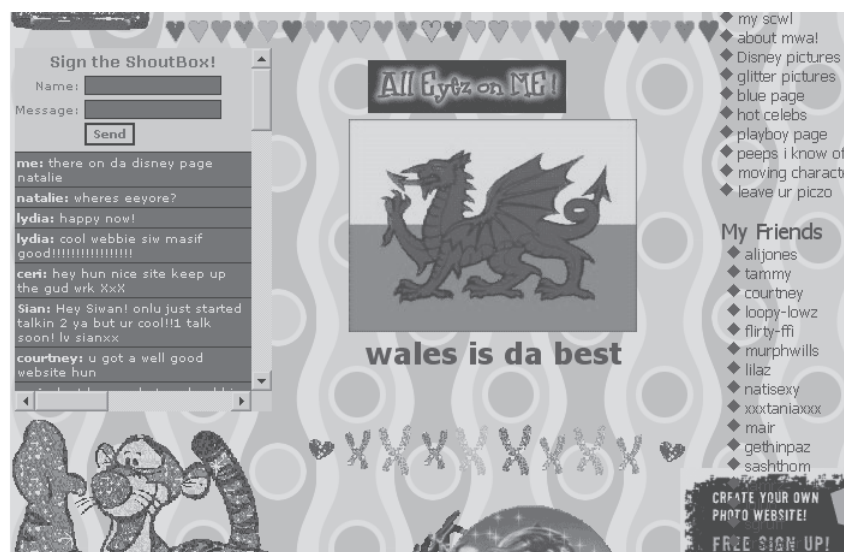 Sign the ShoutBox!
Name:
Message:
Send
me: there on da disney page
natalie
natalie: wheres eeyore?
lydia: happy now!
lydia: cool webbie siw masif
good!!!!!!!!!!!!!!!!!
ceri: hey hun nice site keep up
the gud wrk XxX
Sian: Hey Siwan! onlu just started
talkin 2 ya but ur cool!!1 talk
soon! lv sianxx
courtney: u got a well good
website hun
All Eyez on ME!
wales is da best
my scwl
about mwa!
Disney pictures
glitter pictures
blue page
hot celebs
playboy page
peeps i know of
moving charact
leave ur piczo
My Friends
alijones
tammy
courtney
loopy-lowz
flirty-ffi
murphwills
lilaz
natisexy
xxxtaniaxxx
mair
gethinpaz
sashthom
CREATE YOUR OWN
PHOTO WEBSITE!
FREE SIGN UP!